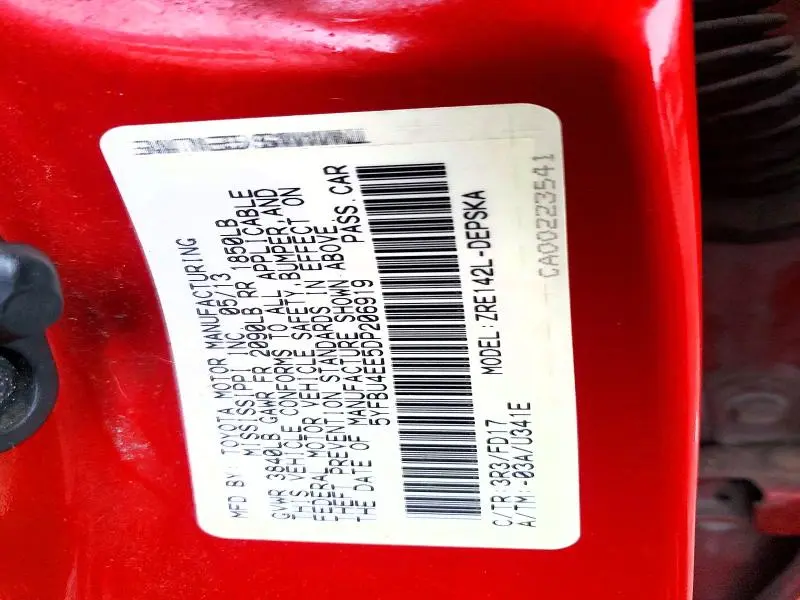 MFD BY: TOYOTA MOTOR MANUFACTURING
MISSISSIPPI INC. 05/13
GVWR 3840LB GAWR FR 2090LB RR 1850LB
THIS VEHICLE CONFORMS TO ALL APPLICABLE
FEDERAL MOTOR VEHICLE SAFETY,BUMPER,AND
THEFT PREVENTION STANDARDS IN EFFECT ON
THE DATE OF MANUFACTURE SHOWN ABOVE.
5YFBU4EE5DP206919 PASS.CAR
MODEL:ZRE142L-DEPSKA
C/TR:3R3/FD17
A/TM:-03A/U341E
CA00223541